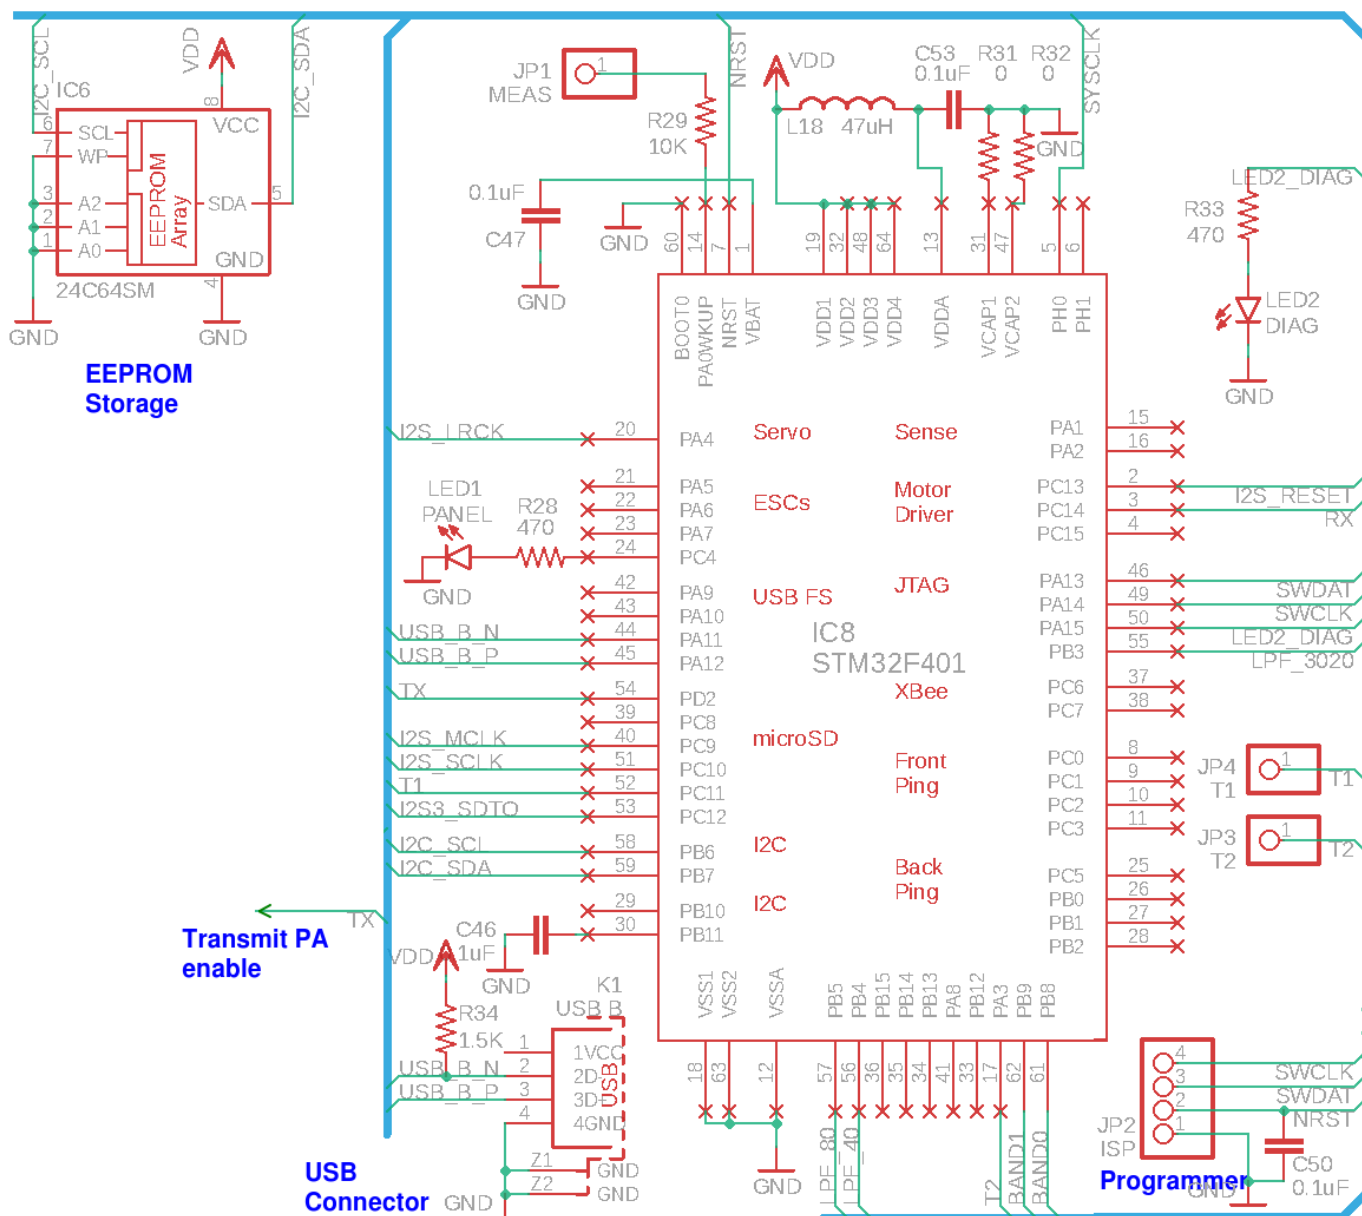 I2C_SCL
VDD
I2C_SDA
IC6
8
VCC
6
SCL
7
WP
3
A2
2
A1
1
A0
EEPROM
Array
SDA
5
GND
4
24C64SM
GND
GND
EEPROM
Storage
JP1
MEAS
1
R29
10K
NRST
VDD
L18
47uH
C53
0.1uF
R31
0
R32
0
GND
SYSCLK
0.1uF
C47
GND
GND
60
14
7
1
19
32
48
64
13
31
47
5
6
BOOT0
PA0WKUP
NRST
VBAT
VDD1
VDD2
VDD3
VDD4
VDDA
VCAP1
VCAP2
PH0
PH1
LED2_DIAG
R33
470
LED2
DIAG
GND
I2S_LRCK
20
PA4
21
PA5
22
PA6
23
PA7
24
PC4
LED1
PANEL
R28
470
GND
42
PA9
43
PA10
USB_B_N
44
PA11
USB_B_P
45
PA12
TX
54
PD2
39
PC8
I2S_MCLK
40
PC9
I2S_SCLK
51
PC10
T1
52
PC11
I2S3_SDTO
53
PC12
I2C_SCL
58
PB6
I2C_SDA
59
PB7
29
PB10
30
PB11
Servo
Sense
ESCs
Motor
Driver
USB FS
JTAG
IC8
STM32F401
XBee
microSD
Front
Ping
I2C
Back
Ping
I2C
15
PA1
16
PA2
2
PC13
I2S_RESET
3
PC14
RX
4
PC15
46
PA13
SWDAT
49
PA14
SWCLK
50
PA15
LED2_DIAG
55
PB3
LPF_3020
37
PC6
38
PC7
8
PC0
9
PC1
10
PC2
11
PC3
25
PC5
26
PB0
27
PB1
28
PB2
JP4
T1
1
T1
JP3
T2
1
T2
TX
Transmit PA
enable
C46
1uF
GND
VDD
R34
1.5K
K1
USB B
1
1VCC
USB_B_N
2
2D-
USB_B_P
3
3D+
4
4GND
USB
Z1
GND
Z2
GND
GND
USB
Connector
VSS1
VSS2
VSSA
PB5
PB4
PB15
PB14
PB13
PA8
PB12
PA3
PB9
PB8
18
63
12
57
56
36
35
34
41
33
17
62
61
GND
LPF_80
LPF_40
T2
BAND1
BAND0
JP2
ISP
4
SWCLK
3
SWDAT
2
NRST
1
Programmer
GND
C50
0.1uF